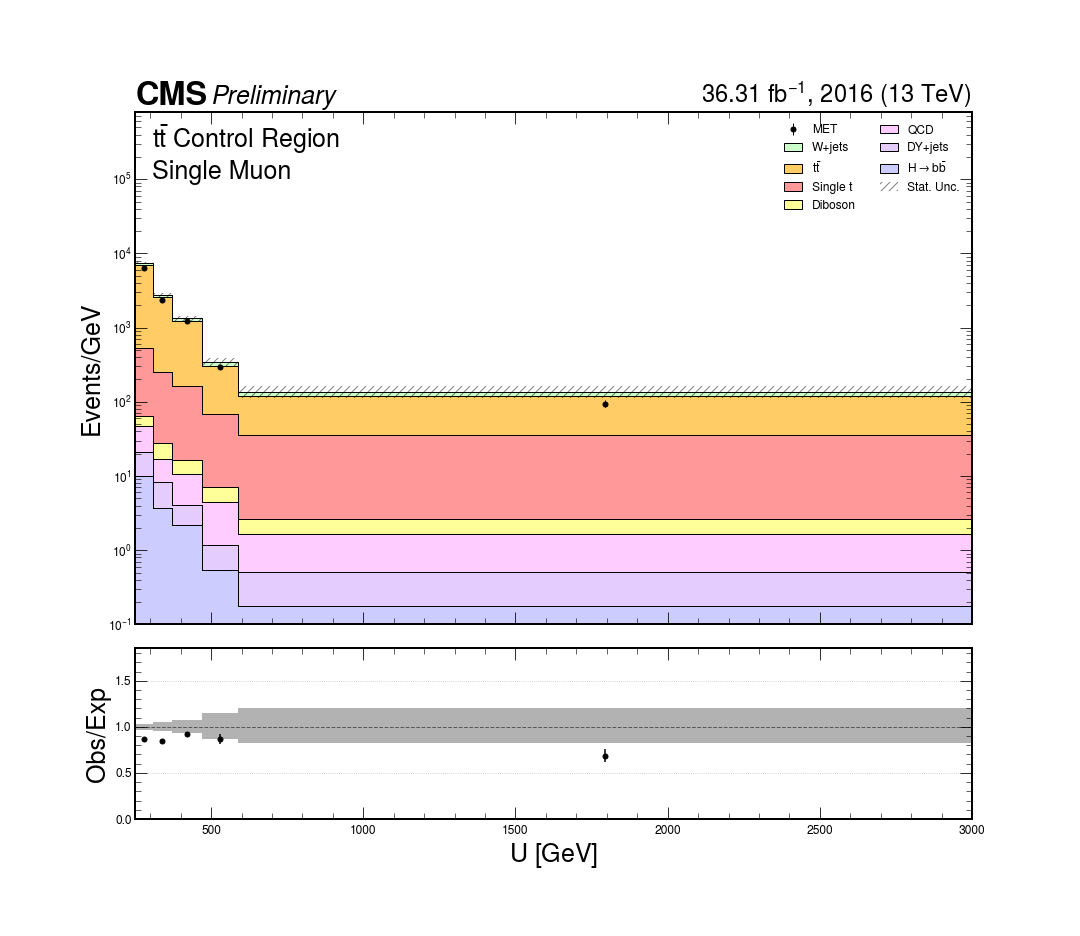 CMS Preliminary
36.31 fb⁻¹, 2016 (13 TeV)
tt̄ Control Region
Single Muon
MET
W+jets
tt̄
Single t
Diboson
QCD
DY+jets
H→bb̄
Stat. Unc.
Events/GeV
10⁵
10⁴
10³
10²
10¹
10⁰
10⁻¹
Obs/Exp
1.5
1.0
0.5
0.0
500 1000 1500 2000 2500 3000
U [GeV]